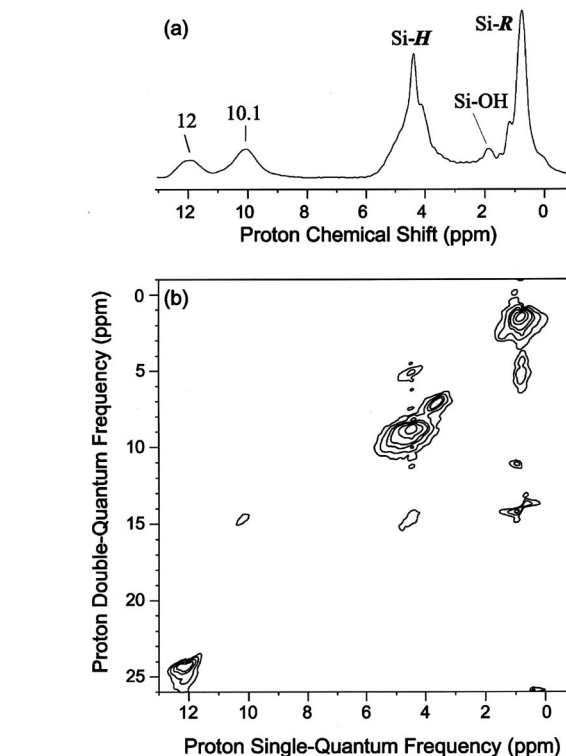 (a)
Si-H
Si-R
Si-OH
12
10.1
12 10 8 6 4 2 0
Proton Chemical Shift (ppm)
(b)
0
5
10
15
20
25
Proton Double-Quantum Frequency (ppm)
12 10 8 6 4 2 0
Proton Single-Quantum Frequency (ppm)